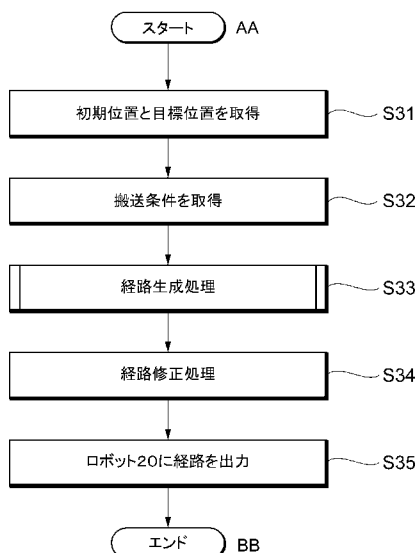 スタート AA
初期位置と目標位置を取得 S31
搬送条件を取得 S32
経路生成処理 S33
経路修正処理 S34
ロボット20に経路を出力 S35
エンド BB